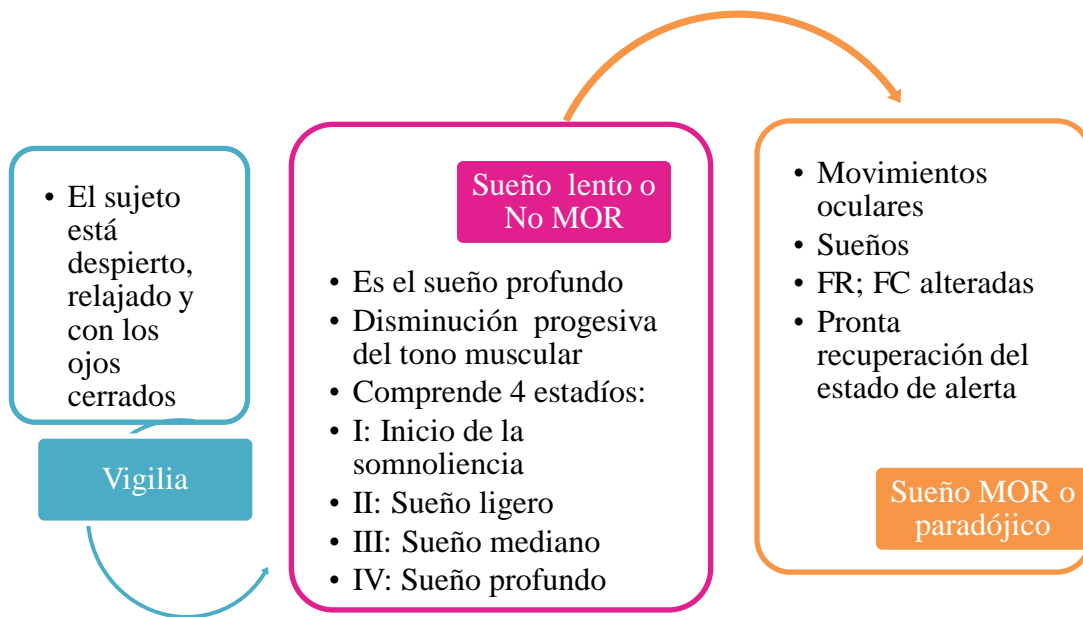 • El sujeto
está
despierto,
relajado y
con los
ojos
cerrados
Vigilia
Sueño lento o
No MOR
• Es el sueño profundo
• Disminución progesiva
del tono muscular
• Comprende 4 estadíos:
• I: Inicio de la
somnoliencia
• II: Sueño ligero
• III: Sueño mediano
• IV: Sueño profundo
• Movimientos
oculares
• Sueños
• FR; FC alteradas
• Pronta
recuperación del
estado de alerta
Sueño MOR o
paradójico